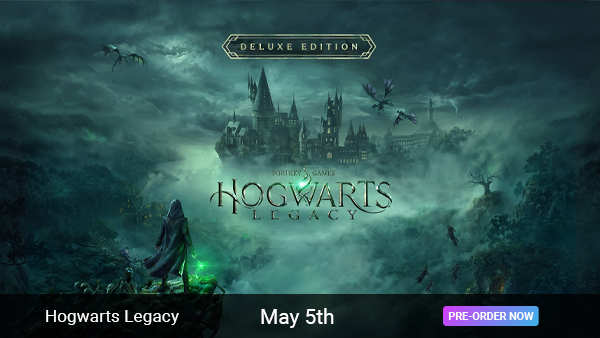 DELUXE EDITION
PORTKEY GAMES
HOGWARTS
LEGACY
Hogwarts Legacy
May 5th
PRE-ORDER NOW